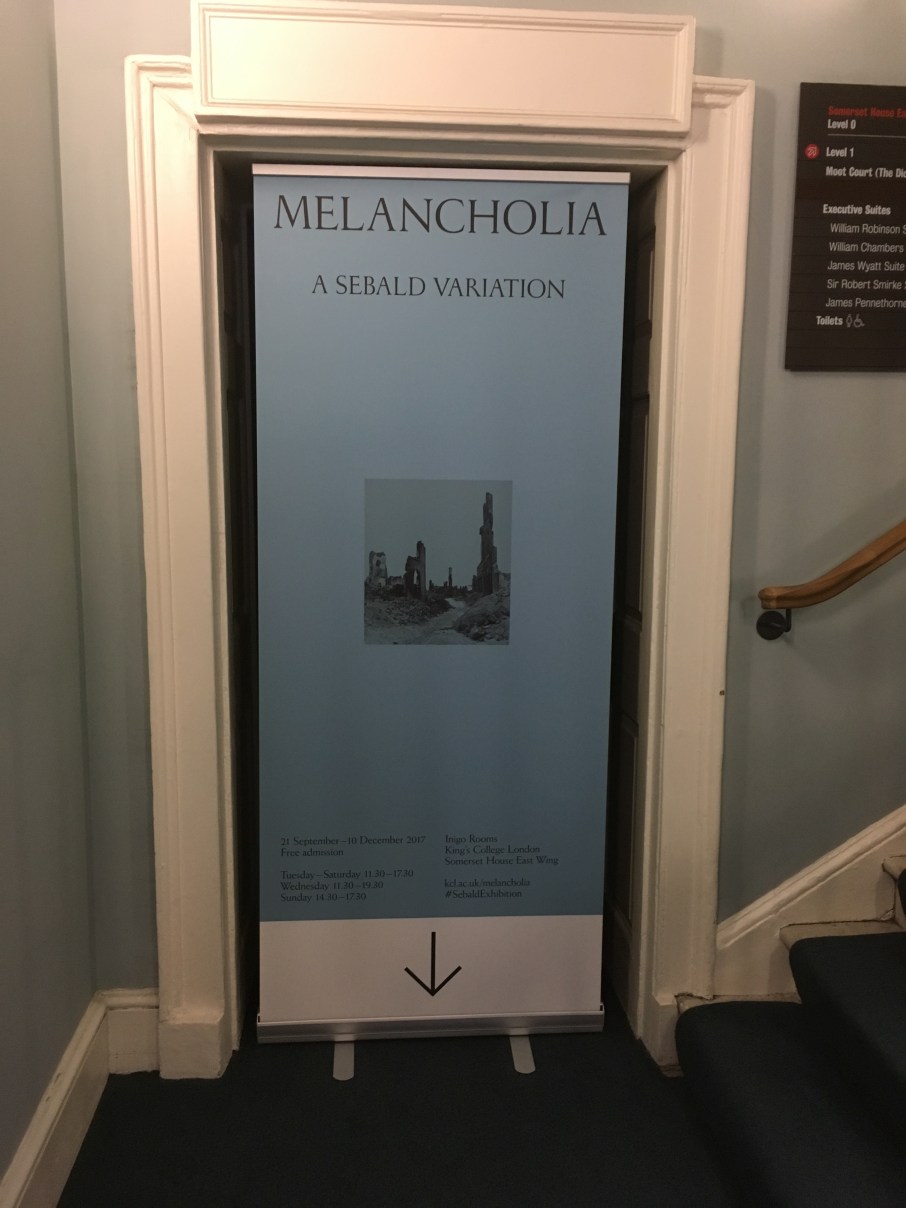 MELANCHOLIA
A SEBALD VARIATION
21 September – 10 December 2017
Free admission
Tuesday – Saturday 11.30 – 17.30
Wednesday 11.30 – 19.30
Sunday 14.30 – 17.30
Inigo Rooms
King's College London
Somerset House East Wing
kcl.ac.uk/melancholia
#SebaldExhibition
Somerset House
Level 0
Level 1
Moot Court (The
Executive Suites
William Robinson
William Chambers
James Wyatt Suite
Sir Robert Smirke
James Pennethorne
Toilets